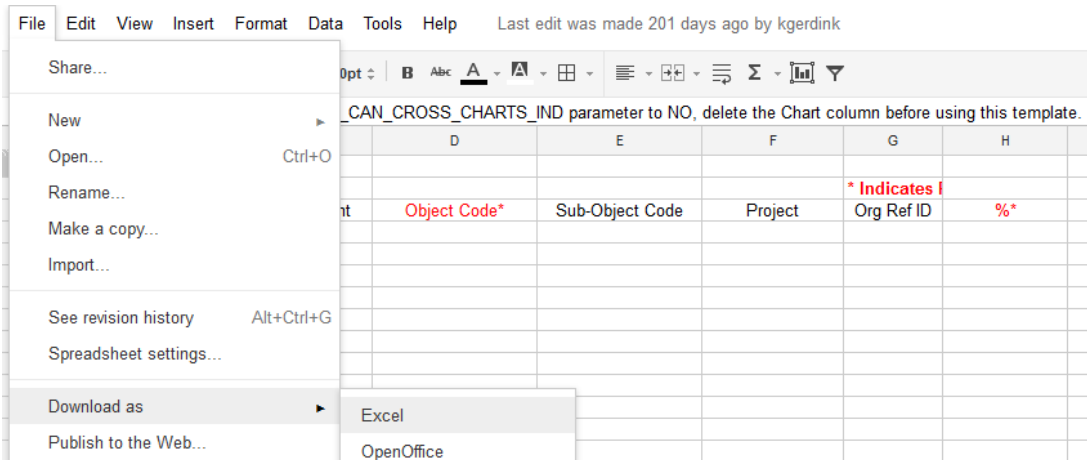 File Edit View Insert Format Data Tools Help Last edit was made 201 days ago by kgerdink
Share...
0pt B Abc A A Σ
_CAN_CROSS_CHARTS_IND parameter to NO, delete the Chart column before using this template.
New
D E F G H
Open... Ctrl+O
Rename...
* Indicates
nt Object Code* Sub-Object Code Project Org Ref ID %*
Make a copy...
Import...
See revision history Alt+Ctrl+G
Spreadsheet settings...
Download as
Excel
Publish to the Web...
OpenOffice